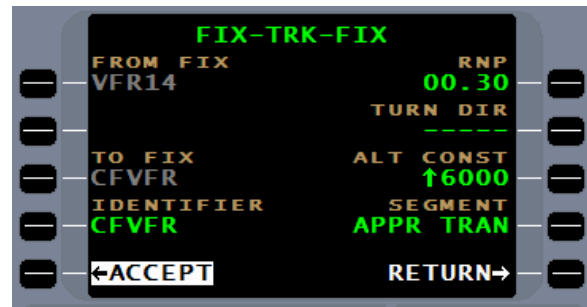 FIX-TRK-FIX
FROM FIX RNP
VFR14 00.30
TURN DIR
-----
TO FIX ALT CONST
CFVFR ↑6000
IDENTIFIER SEGMENT
CFVFR APPR TRAN
←ACCEPT RETURN→